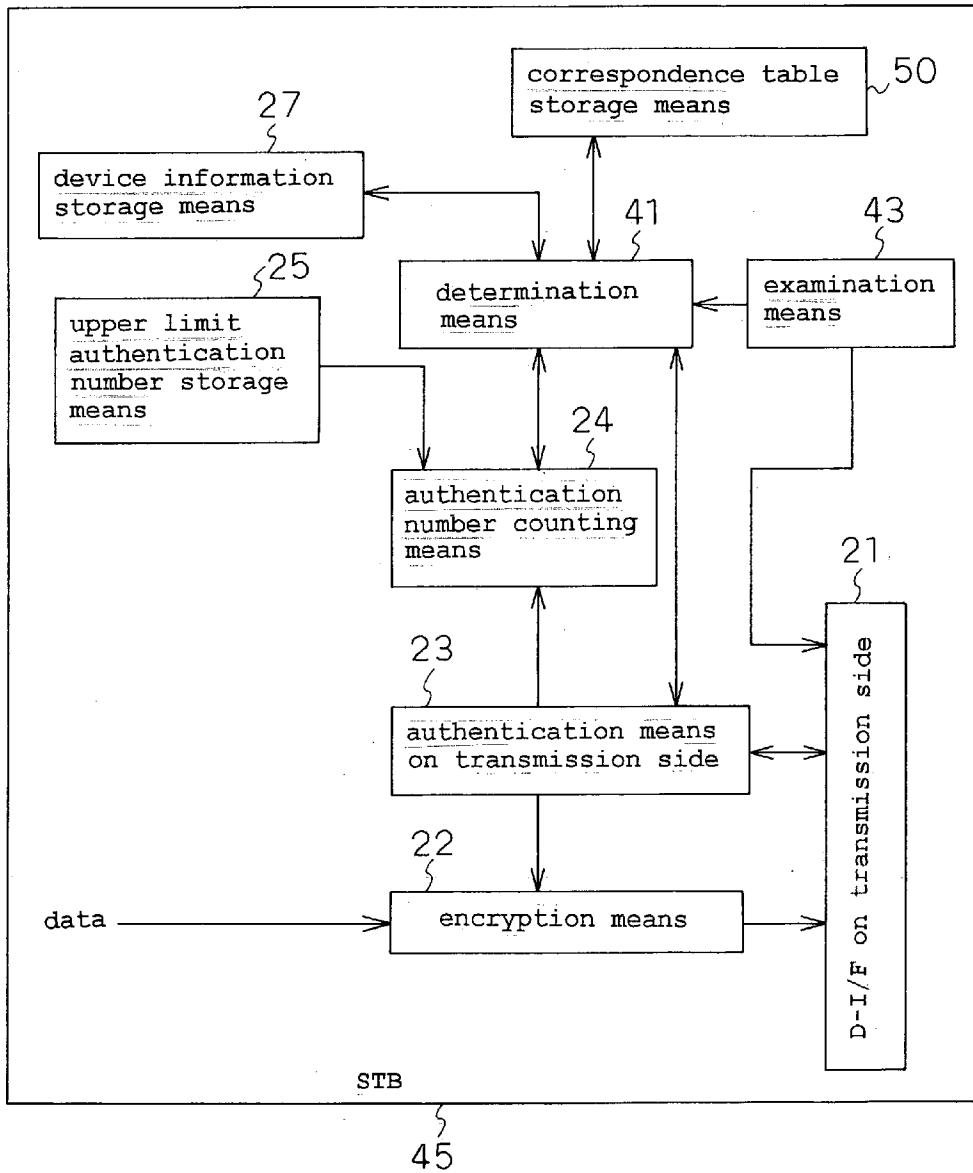 correspondence table
storage means
50
27
device information
storage means
41
43
determination
means
examination
means
25
upper limit
authentication
number storage
means
24
authentication
number counting
means
21
D-I/F on transmission side
23
authentication means
on transmission side
22
data
encryption means
STB
45